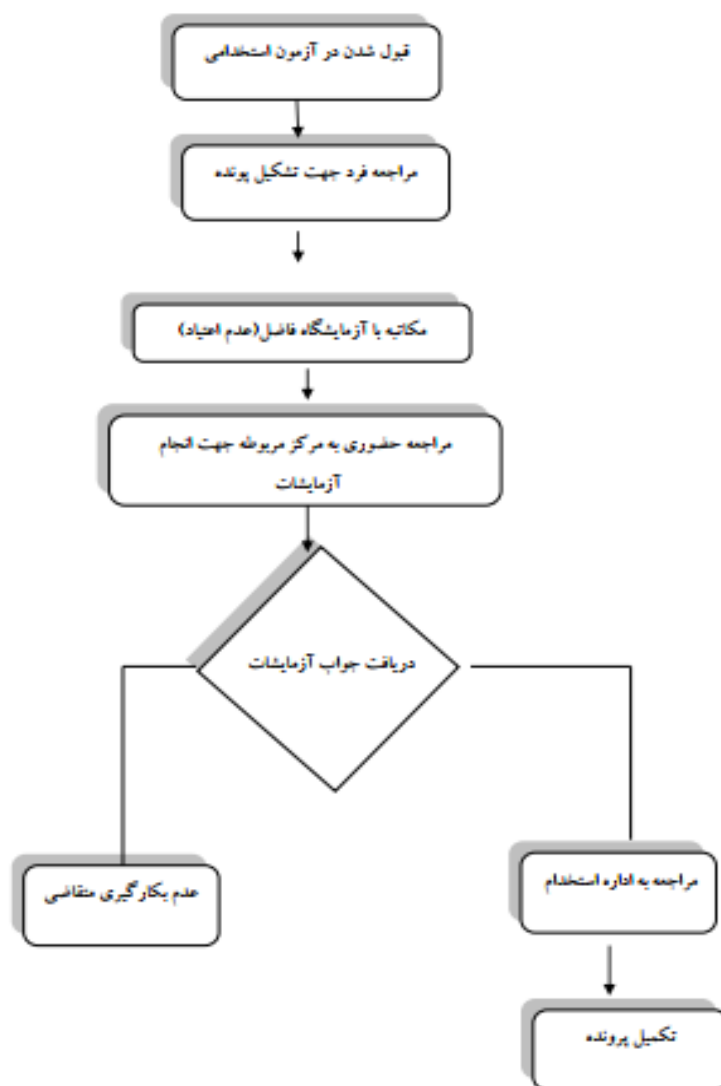 قبول شدن در آزمون استخدامی
مراجعه فرد جهت تشکیل پونده
مکاتبه با آزمایشگاه فاضل(عدم اعتیاد)
مراجعه حضوری به مرکز مربوطه جهت انجام
آزمایشات
دریافت جواب آزمایشات
مراجعه به اداره استخدام
عدم بکارگیری متقاضی
تکمیل پرونده